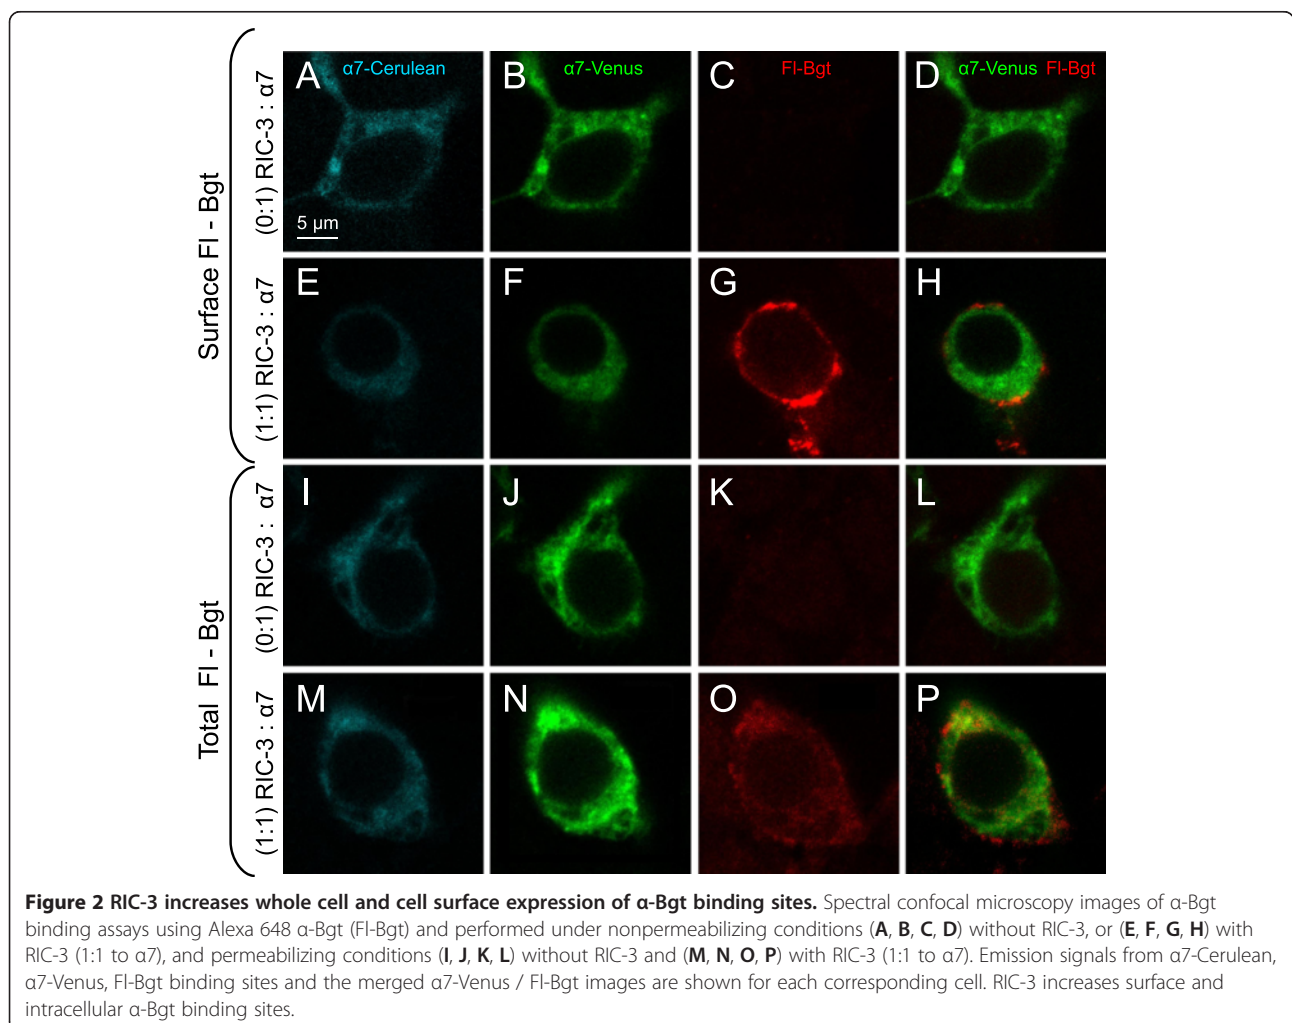 Surface Fl - Bgt
(0:1) RIC-3 : α7
A α7-Cerulean
5 µm
B α7-Venus
C Fl-Bgt
D α7-Venus Fl-Bgt
(1:1) RIC-3 : α7
E
F
G
H
Total Fl - Bgt
(0:1) RIC-3 : α7
I
J
K
L
(1:1) RIC-3 : α7
M
N
O
P
Figure 2 RIC-3 increases whole cell and cell surface expression of α-Bgt binding sites. Spectral confocal microscopy images of α-Bgt
binding assays using Alexa 648 α-Bgt (Fl-Bgt) and performed under nonpermeabilizing conditions (A, B, C, D) without RIC-3, or (E, F, G, H) with
RIC-3 (1:1 to α7), and permeabilizing conditions (I, J, K, L) without RIC-3 and (M, N, O, P) with RIC-3 (1:1 to α7). Emission signals from α7-Cerulean,
α7-Venus, Fl-Bgt binding sites and the merged α7-Venus / Fl-Bgt images are shown for each corresponding cell. RIC-3 increases surface and
intracellular α-Bgt binding sites.